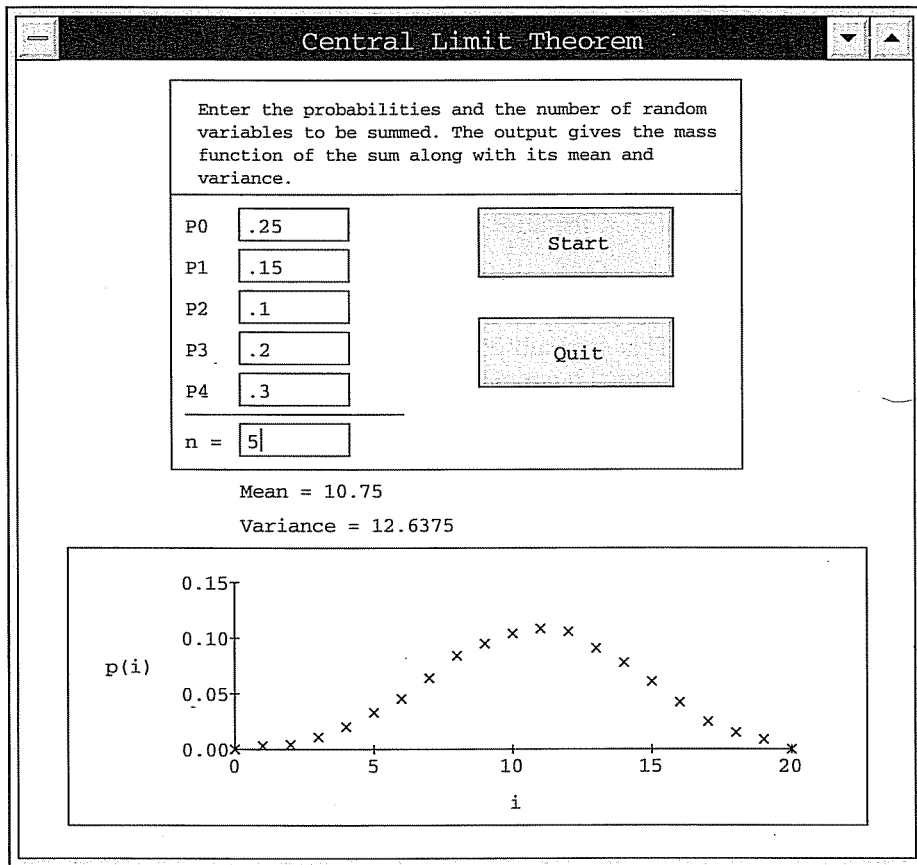 Central Limit Theorem
Enter the probabilities and the number of random
variables to be summed. The output gives the mass
function of the sum along with its mean and
variance.
P0 .25
Start
P1 .15
P2 .1
P3 .2
Quit
P4 .3
n = 5
Mean = 10.75
Variance = 12.6375
0.15
0.10
p(i)
0.05
0.00
0 5 10 15 20
i